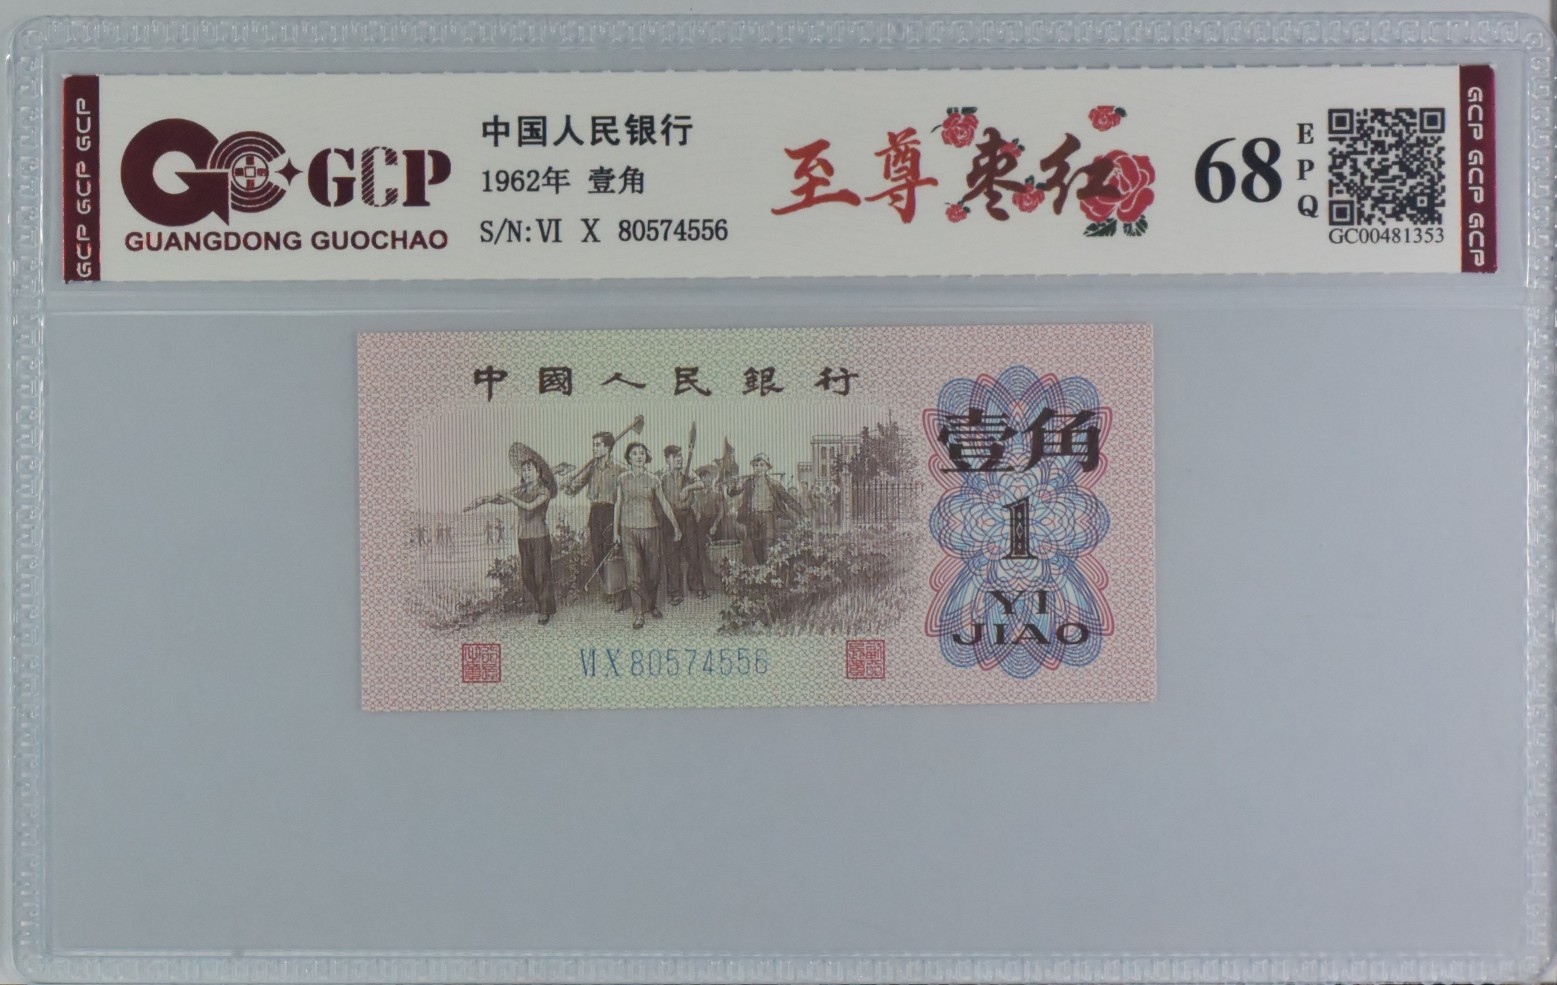 GCP GCP GCP
GCP
GUANGDONG GUOCHAO
中国人民银行
1962年 壹角
S/N: VI X 80574556
至尊枣红
68
EPQ
GC00481353
GCP GCP GCP
中國人民銀行
壹角
1
YI
JIAO
VI X 80574556